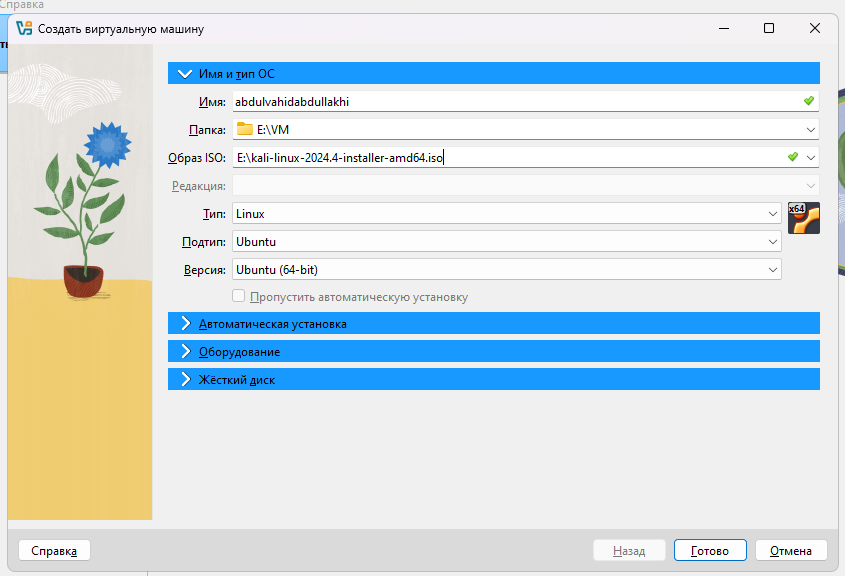 Справка
Создать виртуальную машину
Имя и тип ОС
Имя: abdulvahidabdullakhi
Папка: E:\VM
Образ ISO: E:\kali-linux-2024.4-installer-amd64.iso
Редакция:
Тип: Linux
x64
Подтип: Ubuntu
Версия: Ubuntu (64-bit)
Пропустить автоматическую установку
Автоматическая установка
Оборудование
Жёсткий диск
Справка Назад Готово Отмена